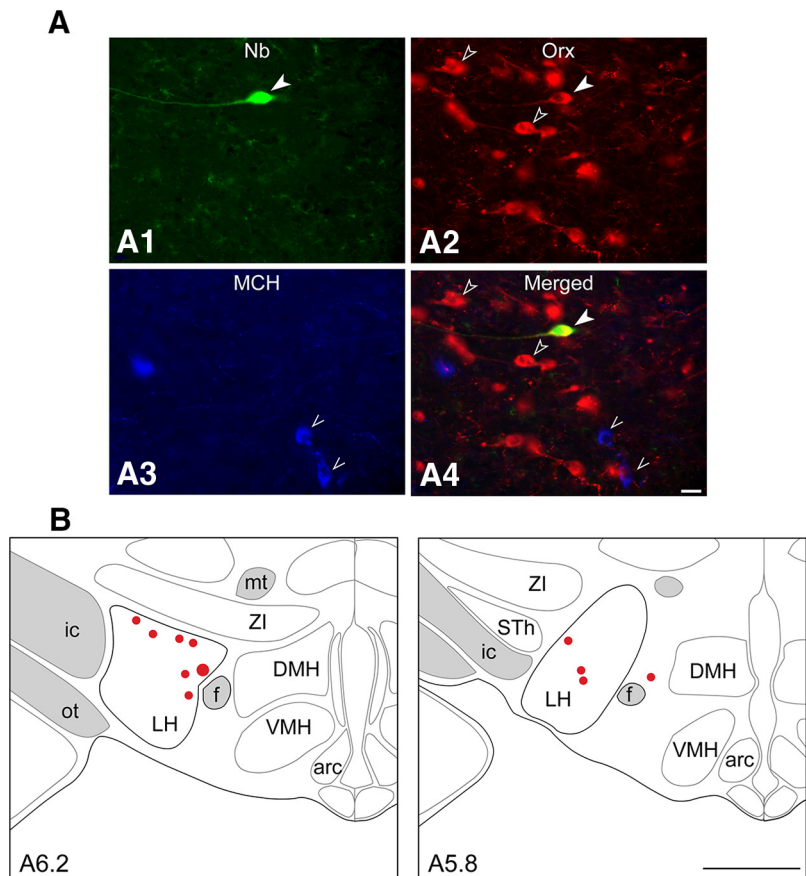 A
Nb
A1
Orx
A2
MCH
A3
Merged
A4
B
mt
ZI
ic
DMH
f
ot
LH
VMH
arc
A6.2
ZI
STh
ic
DMH
f
LH
VMH
arc
A5.8